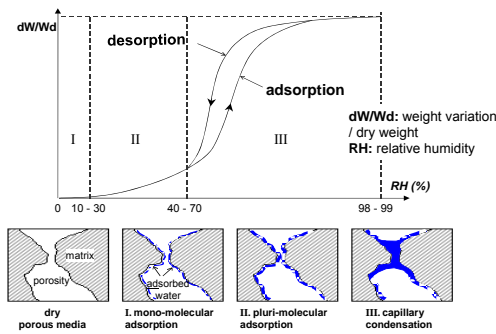 dW/Wd
desorption
adsorption
I
II
III
dW/Wd: weight variation
/ dry weight
RH: relative humidity
0
10 - 30
40 - 70
98 - 99
RH (%)
matrix
porosity
adsorbed
water
dry
porous media
I. mono-molecular
adsorption
II. pluri-molecular
adsorption
III. capillary
condensation